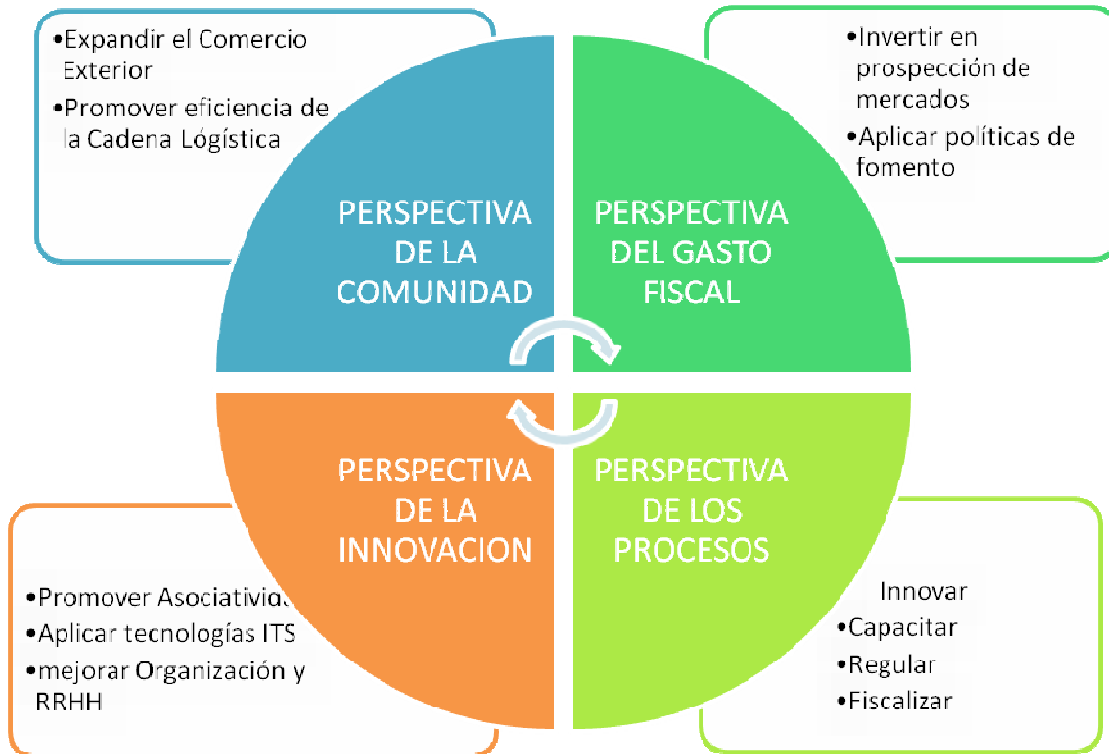 •Expandir el Comercio
Exterior
•Promover eficiencia de
la Cadena Lógística
•Invertir en
prospección de
mercados
•Aplicar políticas de
fomento
PERSPECTIVA
DE LA
COMUNIDAD
PERSPECTIVA
DEL GASTO
FISCAL
PERSPECTIVA
DE LA
INNOVACION
PERSPECTIVA
DE LOS
PROCESOS
•Promover
•Aplicar tecnologías ITS
•mejorar Organización y
RRHH
Innovar
•Capacitar
•Regular
•Fiscalizar